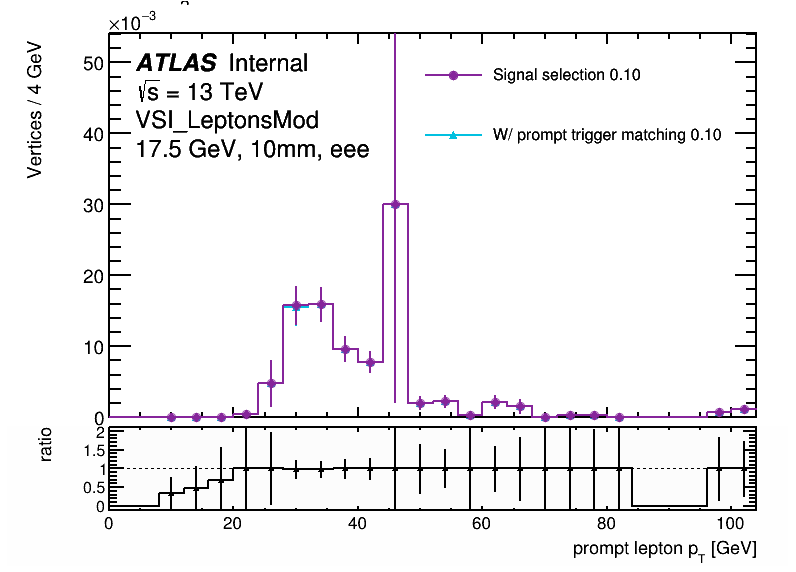 ×10⁻³
Vertices / 4 GeV
50
40
30
20
10
0
ATLAS Internal
√s = 13 TeV
VSI_LeptonsMod
17.5 GeV, 10mm, eee
Signal selection 0.10
W/ prompt trigger matching 0.10
ratio
2
1.5
1
0.5
0
0 20 40 60 80 100
prompt lepton p_T [GeV]